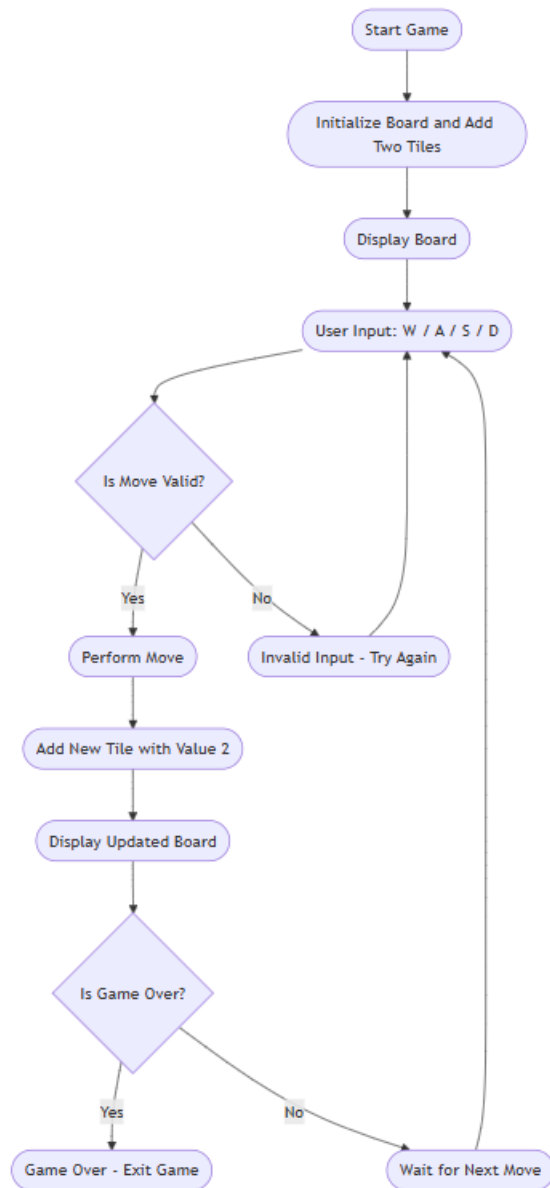 Start Game
Initialize Board and Add
Two Tiles
Display Board
User Input: W / A / S / D
Is Move Valid?
Yes
No
Perform Move
Invalid Input - Try Again
Add New Tile with Value 2
Display Updated Board
Is Game Over?
Yes
No
Game Over - Exit Game
Wait for Next Move